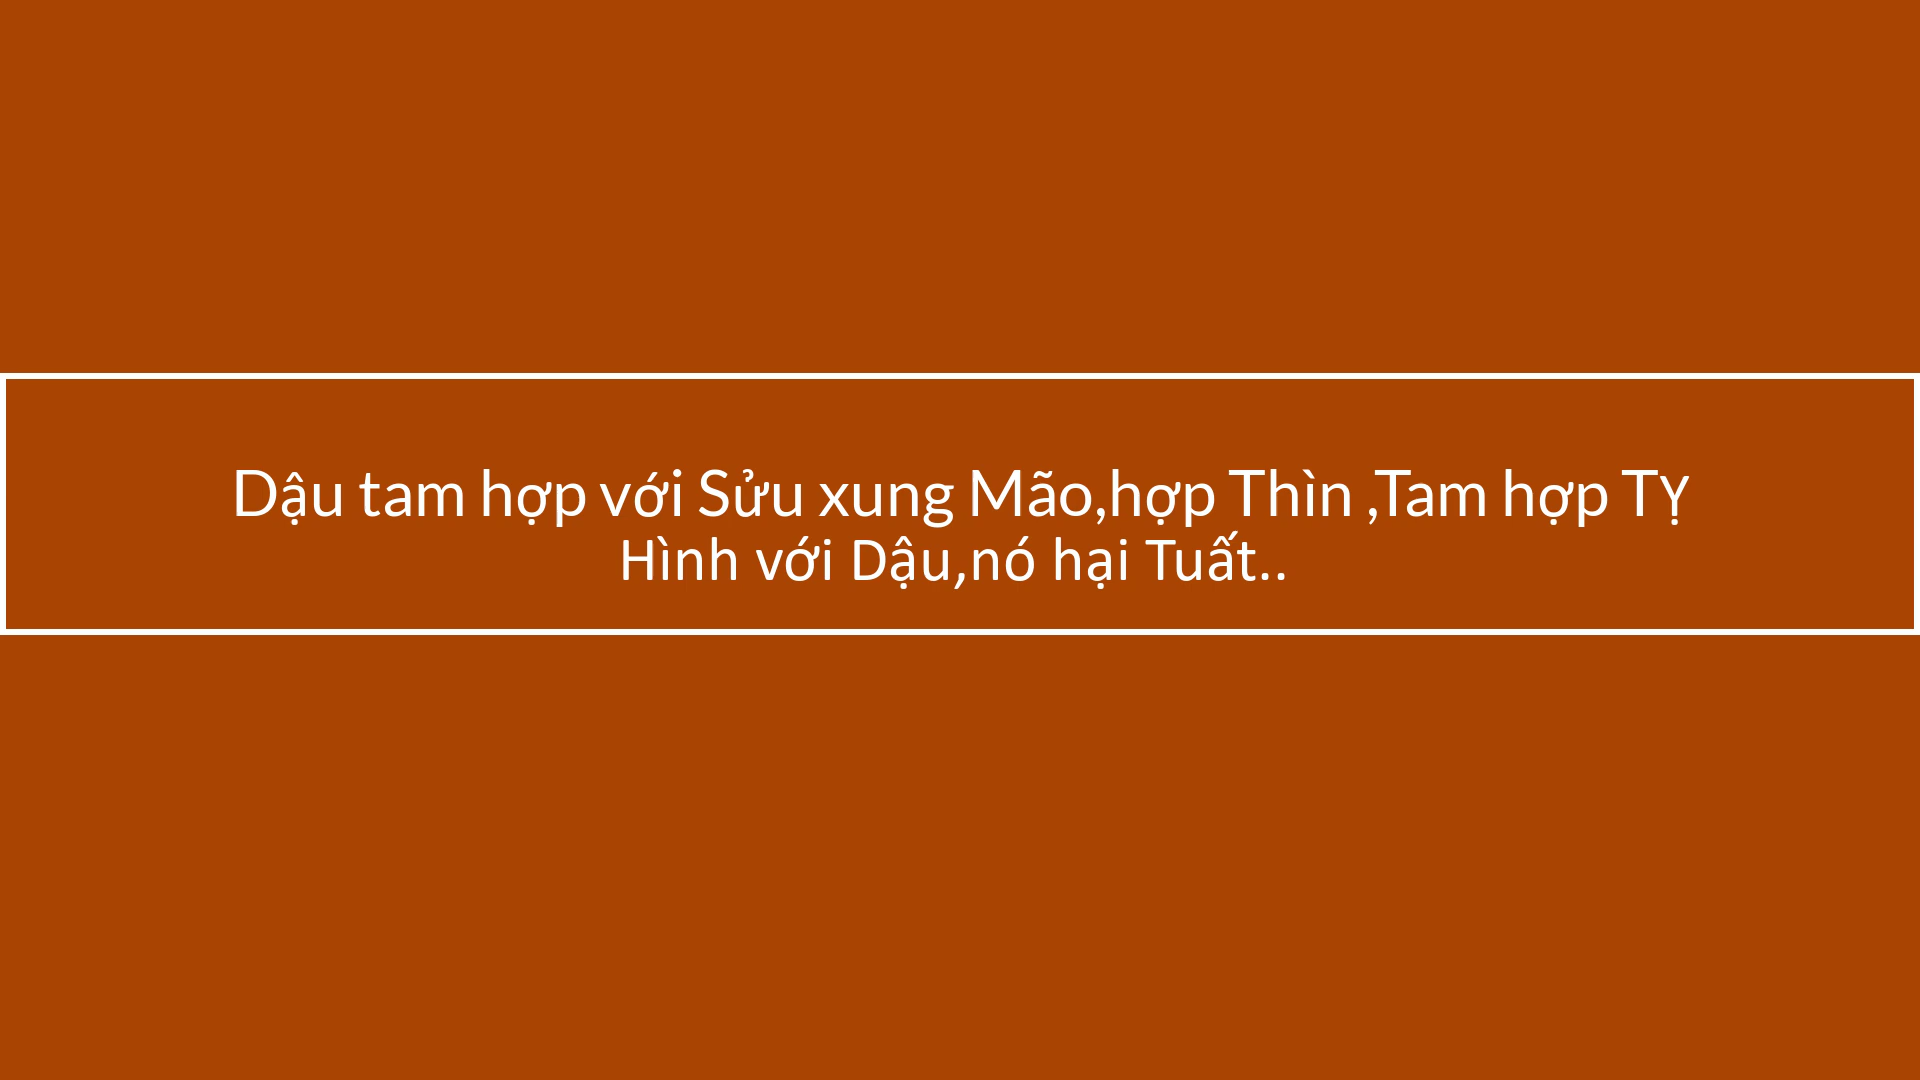 Dậu tam hợp với Sửu xung Mão,hợp Thìn ,Tam hợp Tỵ
Hình với Dậu,nó hại Tuất..